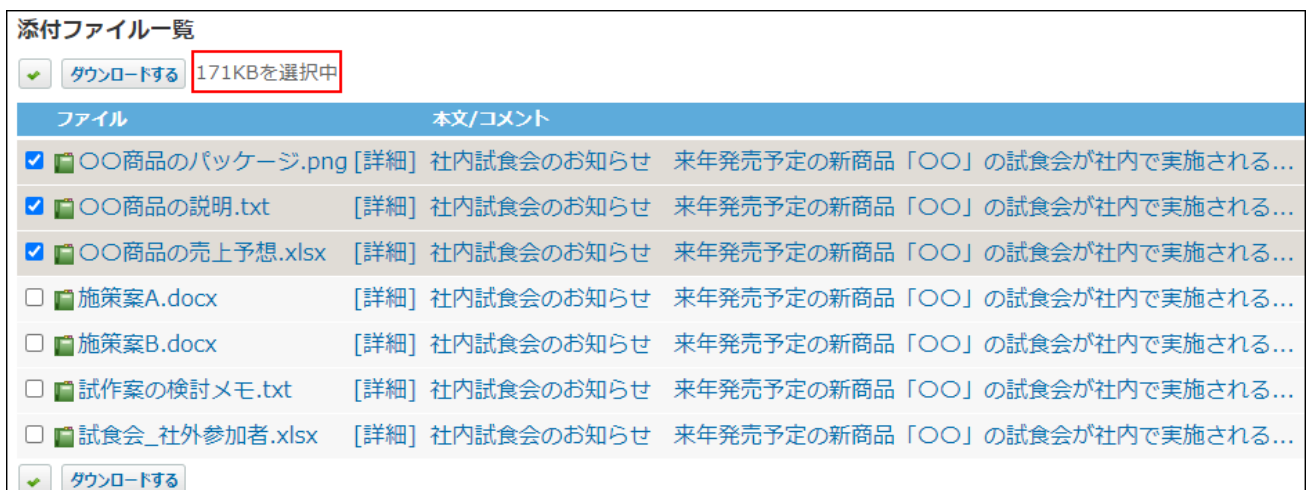 添付ファイル一覧
ダウンロードする 171KBを選択中
ファイル 本文/コメント
〇〇商品のパッケージ.png [詳細] 社内試食会のお知らせ 来年発売予定の新商品「〇〇」の試食会が社内で実施される...
〇〇商品の説明.txt [詳細] 社内試食会のお知らせ 来年発売予定の新商品「〇〇」の試食会が社内で実施される...
〇〇商品の売上予想.xlsx [詳細] 社内試食会のお知らせ 来年発売予定の新商品「〇〇」の試食会が社内で実施される...
施策案A.docx [詳細] 社内試食会のお知らせ 来年発売予定の新商品「〇〇」の試食会が社内で実施される...
施策案B.docx [詳細] 社内試食会のお知らせ 来年発売予定の新商品「〇〇」の試食会が社内で実施される...
試作案の検討メモ.txt [詳細] 社内試食会のお知らせ 来年発売予定の新商品「〇〇」の試食会が社内で実施される...
試食会_社外参加者.xlsx [詳細] 社内試食会のお知らせ 来年発売予定の新商品「〇〇」の試食会が社内で実施される...
ダウンロードする